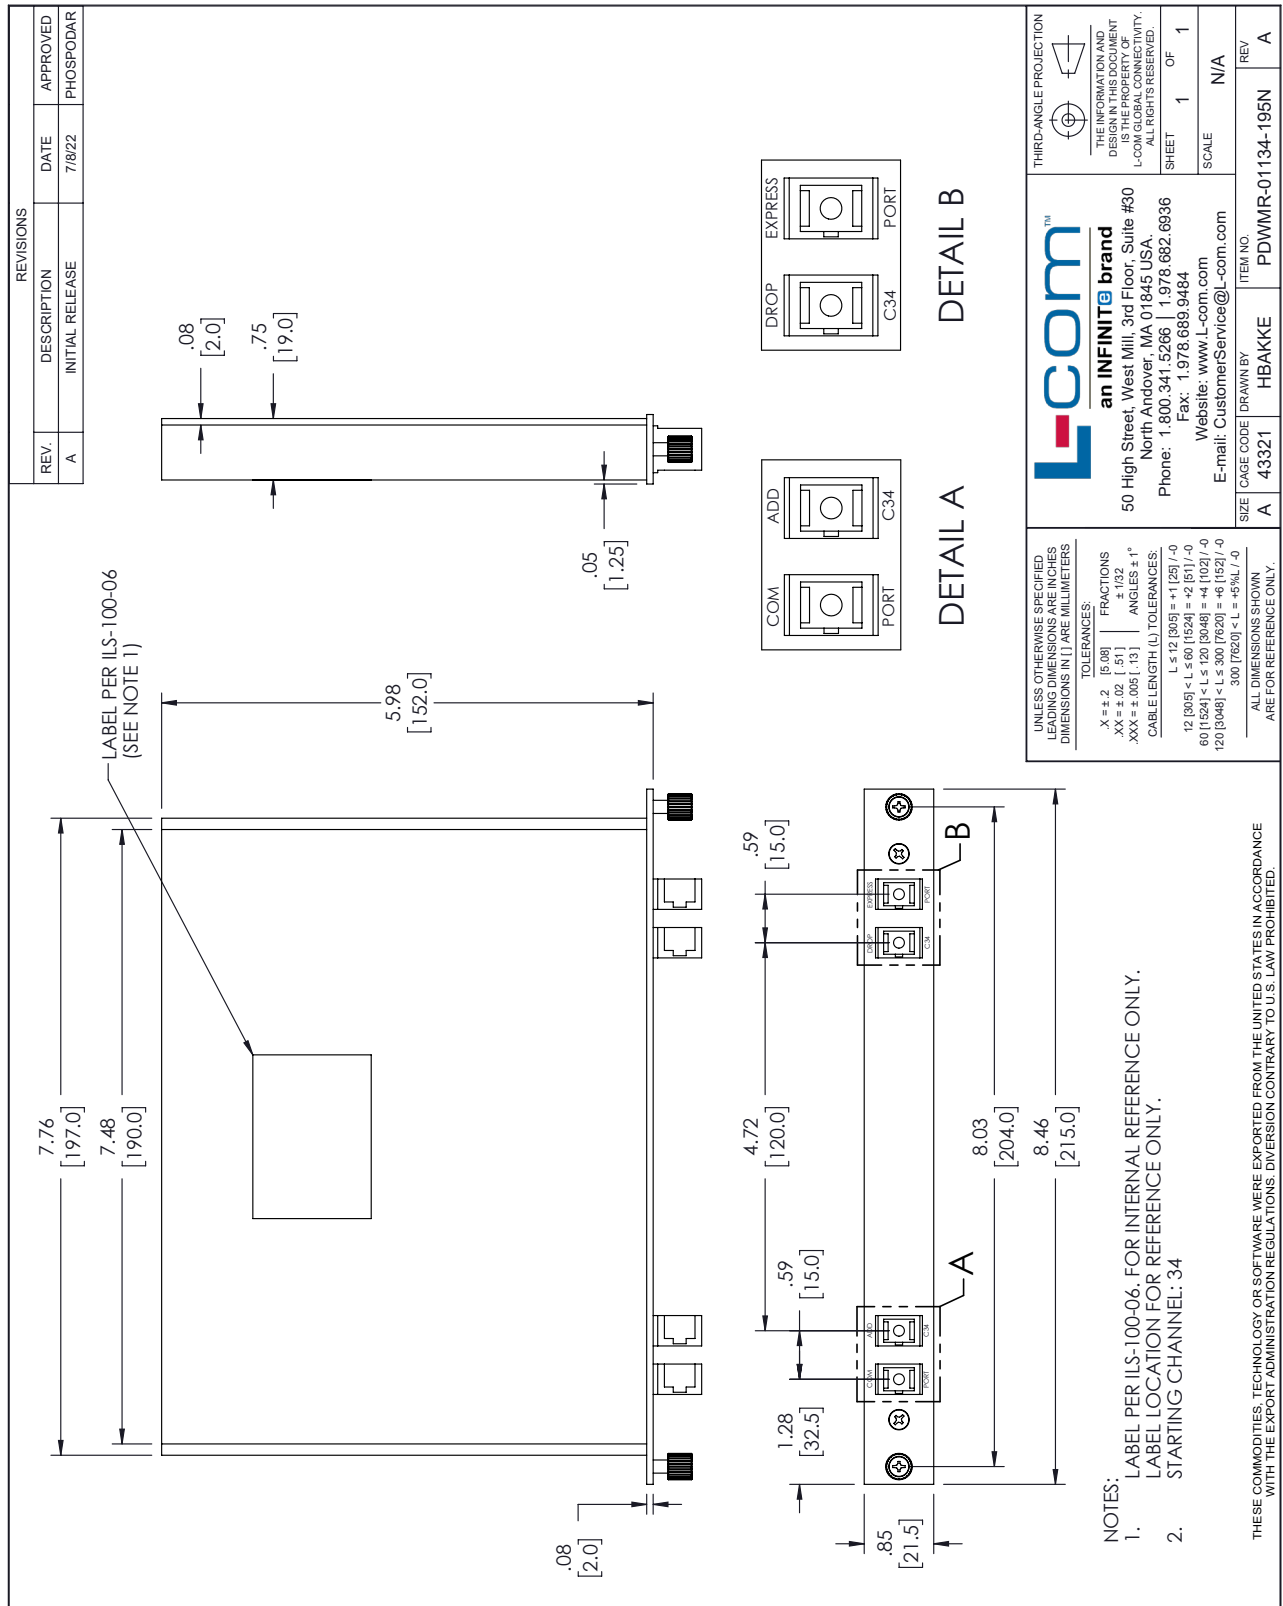 REVISIONS
REV. DESCRIPTION DATE APPROVED
A INITIAL RELEASE 7/8/22 PHOSPODAR
7.76
[197.0]
7.48
[190.0]
LABEL PER ILS-100-06
(SEE NOTE 1)
5.98
[152.0]
.08
[2.0]
.08
[2.0]
.75
[19.0]
.05
[1.25]
1.28
[32.5]
.59
[15.0]
4.72
[120.0]
.59
[15.0]
.85
[21.5]
COM ADD
PORT C34
A
DROP EXPRESS
C34 PORT
B
8.03
[204.0]
8.46
[215.0]
COM ADD
PORT C34
DETAIL A
DROP EXPRESS
C34 PORT
DETAIL B
NOTES:
1. LABEL PER ILS-100-06. FOR INTERNAL REFERENCE ONLY.
LABEL LOCATION FOR REFERENCE ONLY.
2. STARTING CHANNEL: 34
THESE COMMODITIES, TECHNOLOGY OR SOFTWARE WERE EXPORTED FROM THE UNITED STATES IN ACCORDANCE
WITH THE EXPORT ADMINISTRATION REGULATIONS. DIVERSION CONTRARY TO U.S. LAW PROHIBITED.
UNLESS OTHERWISE SPECIFIED
LEADING DIMENSIONS ARE INCHES
DIMENSIONS IN [ ] ARE MILLIMETERS
TOLERANCES:
.X = ± .2 [5.08] FRACTIONS
.XX = ± .02 [ .51] ± 1/32
.XXX = ± .005 [ .13 ] ANGLES ± 1°
CABLE LENGTH (L) TOLERANCES:
L ≤ 12 [305] = +1 [25] / -0
12 [305] < L ≤ 60 [1524] = +2 [51] / -0
60 [1524] < L ≤ 120 [3048] = +4 [102] / -0
120 [3048] < L ≤ 300 [7620] = +6 [152] / -0
300 [7620] < L = +5%L / -0
ALL DIMENSIONS SHOWN
ARE FOR REFERENCE ONLY.
L-com™
an INFINITe brand
50 High Street, West Mill, 3rd Floor, Suite #30
North Andover, MA 01845 USA.
Phone: 1.800.341.5266 | 1.978.682.6936
Fax: 1.978.689.9484
Website: www.L-com.com
E-mail: CustomerService@L-com.com
THIRD-ANGLE PROJECTION
THE INFORMATION AND
DESIGN IN THIS DOCUMENT
IS THE PROPERTY OF
L-COM GLOBAL CONNECTIVITY.
ALL RIGHTS RESERVED.
SHEET 1 OF 1
SCALE N/A
SIZE A
CAGE CODE 43321
DRAWN BY HBAKKE
ITEM NO. PDWMR-01134-195N
REV A